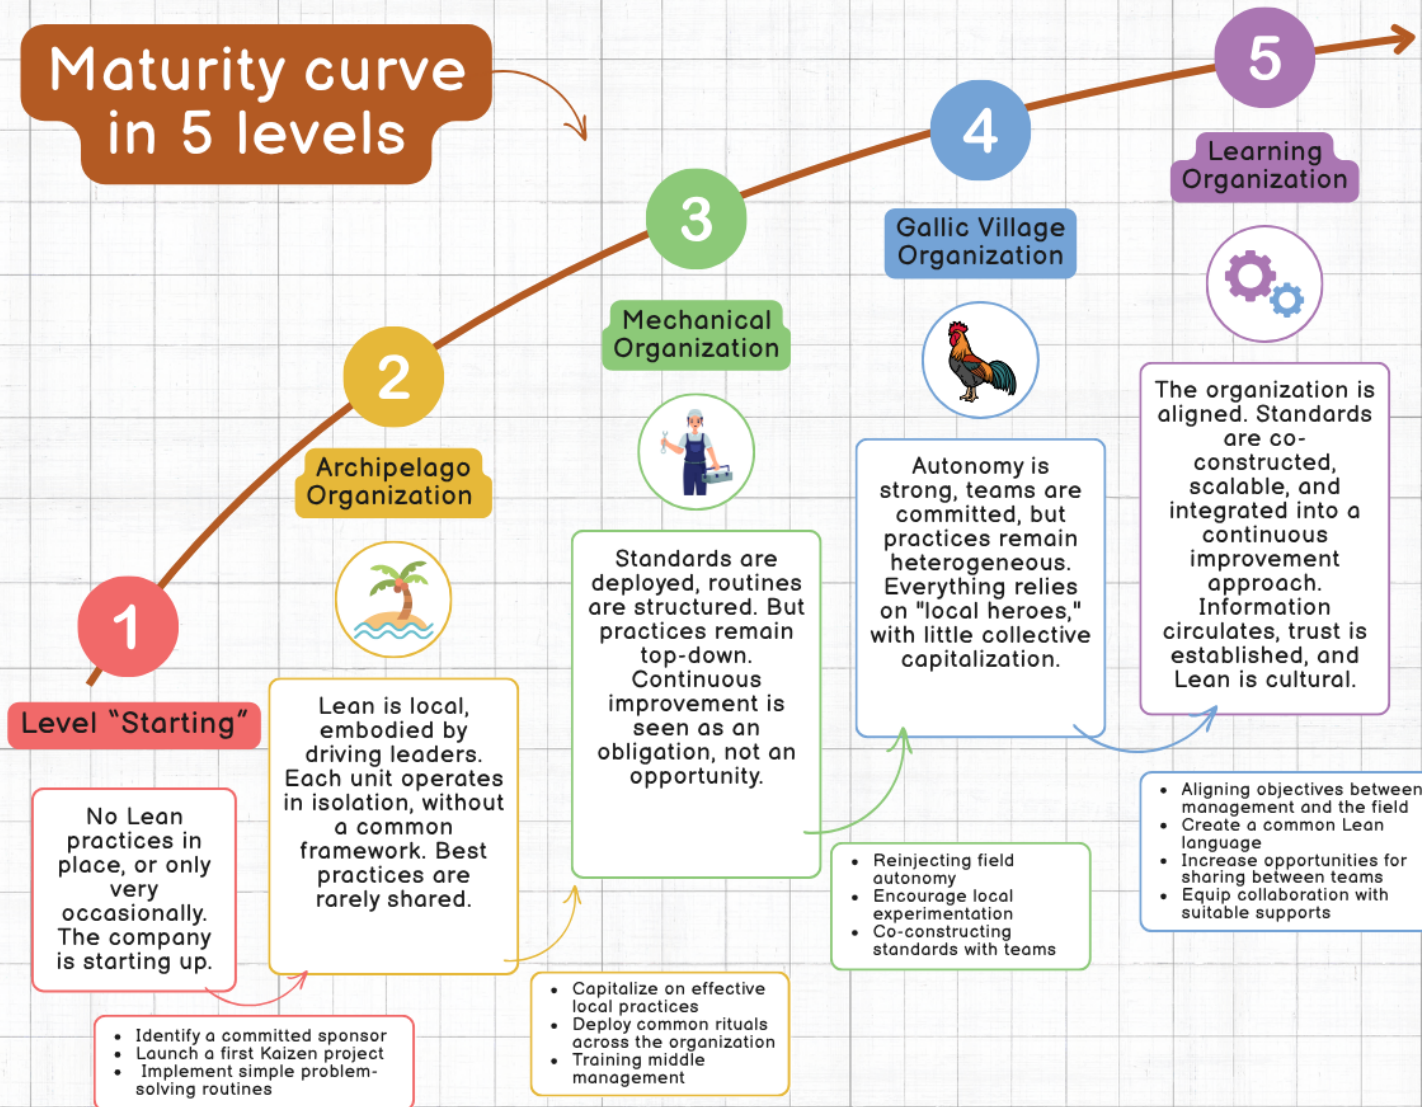 Maturity curve
in 5 levels
1
Level “Starting”
No Lean
practices in
place, or only
very
occasionally.
The company
is starting up.
• Identify a committed sponsor
• Launch a first Kaizen project
• Implement simple problem-
solving routines
2
Archipelago
Organization
Lean is local,
embodied by
driving leaders.
Each unit operates
in isolation, without
a common
framework. Best
practices are
rarely shared.
• Capitalize on effective
local practices
• Deploy common rituals
across the organization
• Training middle
management
3
Mechanical
Organization
Standards are
deployed, routines
are structured. But
practices remain
top-down.
Continuous
improvement is
seen as an
obligation, not an
opportunity.
• Reinjecting field
autonomy
• Encourage local
experimentation
• Co-constructing
standards with teams
4
Gallic Village
Organization
Autonomy is
strong, teams are
committed, but
practices remain
heterogeneous.
Everything relies
on "local heroes,"
with little collective
capitalization.
• Aligning objectives between
management and the field
• Create a common Lean
language
• Increase opportunities for
sharing between teams
• Equip collaboration with
suitable supports
5
Learning
Organization
The organization is
aligned. Standards
are co-
constructed,
scalable, and
integrated into a
continuous
improvement
approach.
Information
circulates, trust is
established, and
Lean is cultural.